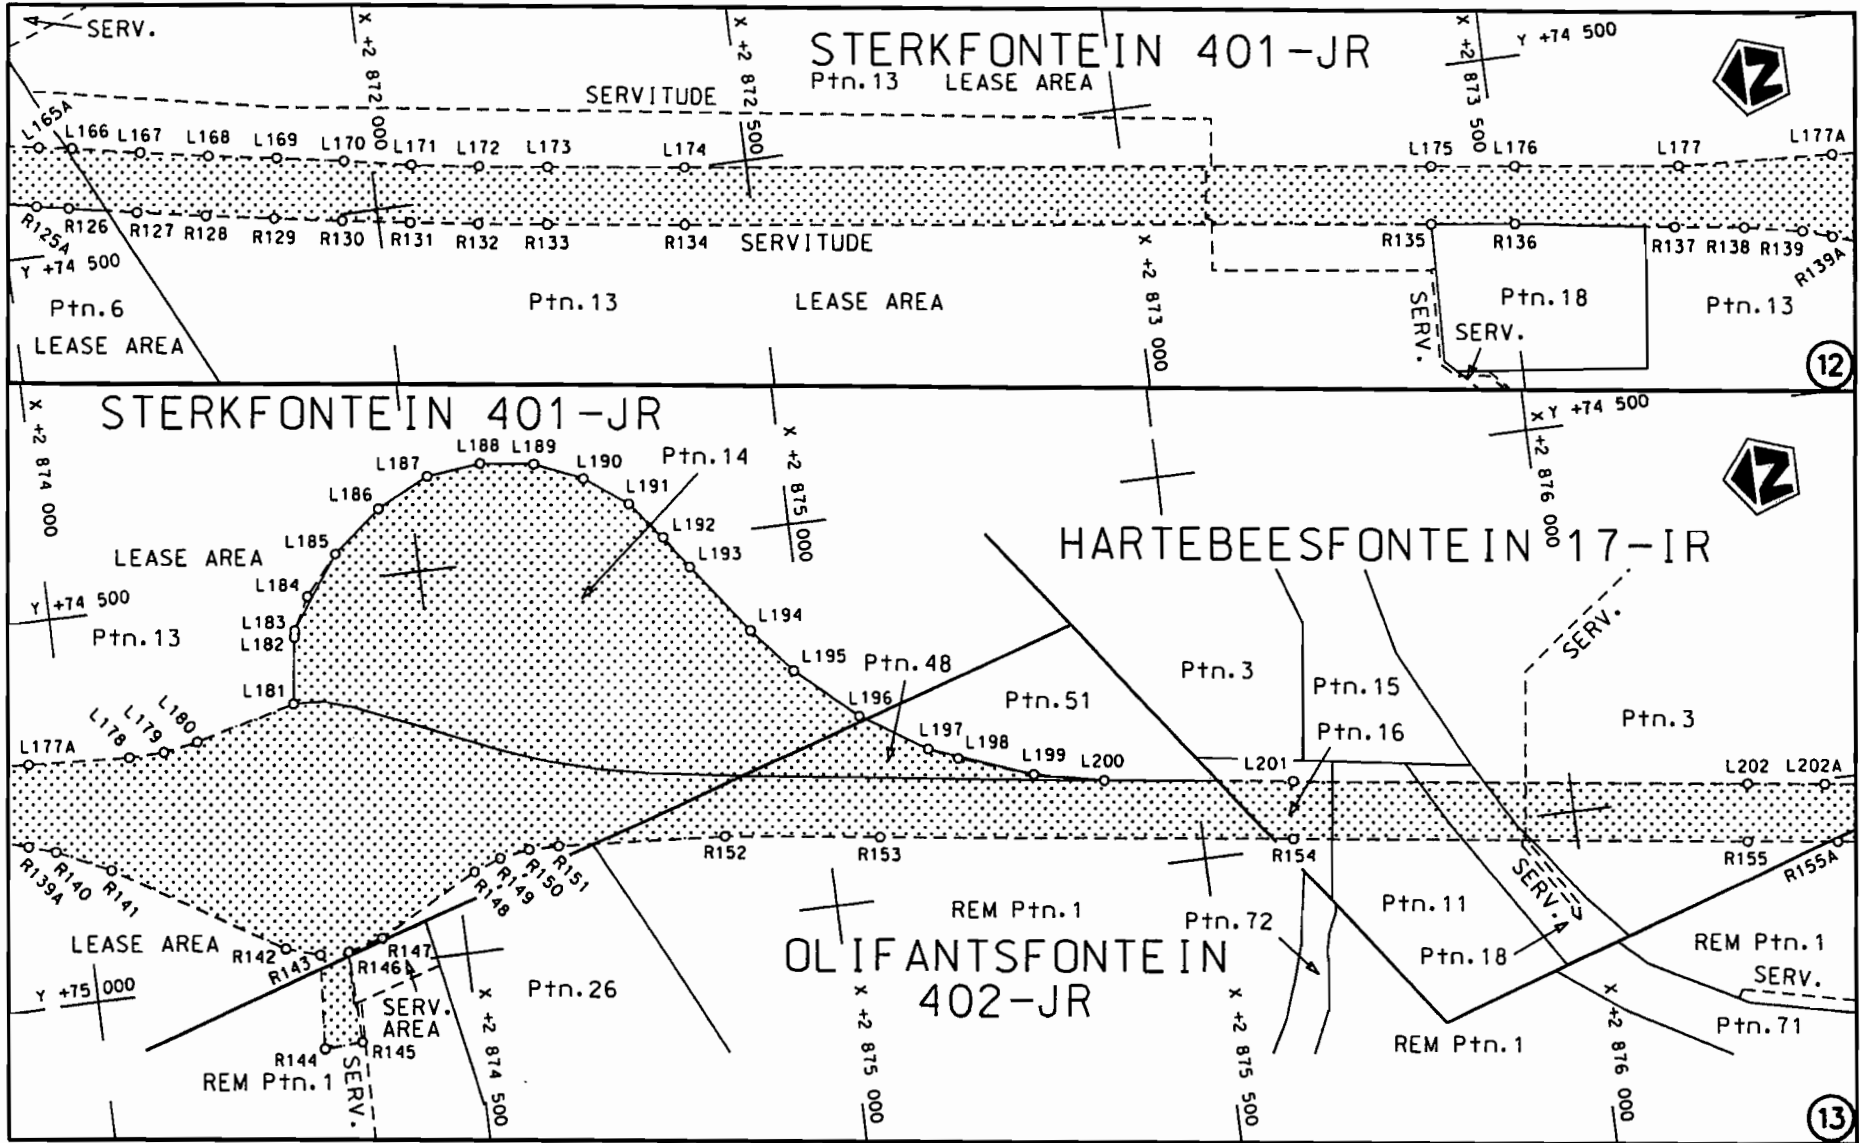 SERV.
X +2 872 000
X +2 872 500
STERKFONTEIN 401-JR
Ptn.13 LEASE AREA
X +2 873 500
Y +74 500
Z
SERVITUDE
L165A
L166
L167
L168
L169
L170
L171
L172
L173
L174
L175
L176
L177
L177A
R125A
R126
R127
R128
R129
R130
R131
R132
R133
R134
SERVITUDE
R135
R136
R137
R138
R139
R139A
Y +74 500
X +2 873 000
Ptn.6
LEASE AREA
Ptn.13
LEASE AREA
SERV.
SERV.
Ptn.18
Ptn.13
12
STERKFONTEIN 401-JR
X +2 874 000
X +2 875 000
Y +74 500
X +2 876 000
Z
L187
L188
L189
L190
L191
Ptn.14
L186
L192
L193
L185
LEASE AREA
L184
HARTEBEESFONTEIN 17-IR
Y +74 500
L183
L182
Ptn.13
L194
L195
Ptn.48
L181
L196
Ptn.51
Ptn.3
Ptn.15
Ptn.16
SERV.
Ptn.3
L177A
L178
L179
L180
L197
L198
L199
L200
L201
L202
L202A
R139A
R140
R141
R142
R143
R146
R147
R148
R149
R150
R151
R152
R153
R154
R155
R155A
LEASE AREA
Y +75 000
SERV. AREA
R144
R145
REM Ptn.1
SERV.
X +2 874 500
Ptn.26
REM Ptn.1
OLIFANTSFONTEIN
402-JR
X +2 875 000
Ptn.72
X +2 875 500
Ptn.11
Ptn.18
SERV.A
REM Ptn.1
SERV.
Ptn.71
REM Ptn.1
X +2 876 000
13